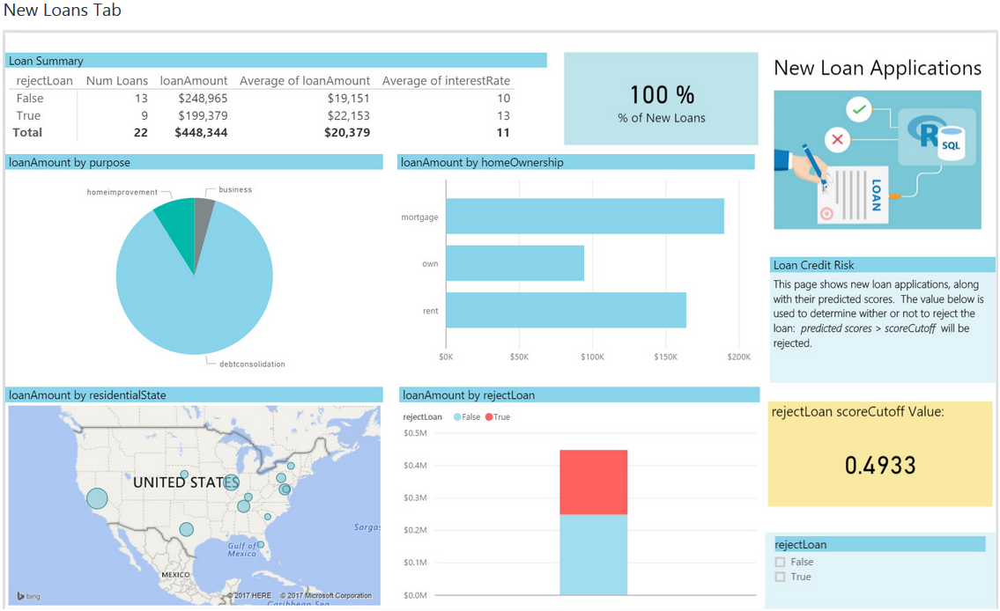 New Loans Tab
Loan Summary
rejectLoan Num Loans loanAmount Average of loanAmount Average of interestRate
False 13 $248,965 $19,151 10
True 9 $199,379 $22,153 13
Total 22 $448,344 $20,379 11
100 %
% of New Loans
New Loan Applications
R
SQL
LOAN
loanAmount by purpose
homeimprovement
business
debtconsolidation
loanAmount by homeOwnership
mortgage
own
rent
$0K $50K $100K $150K $200K
Loan Credit Risk
This page shows new loan applications, along
with their predicted scores. The value below is
used to determine wither or not to reject the
loan: predicted scores > scoreCutoff will be
rejected.
loanAmount by residentialState
UNITED STATES
Gulf of
Mexico
MEXICO
Sargas
Caribbean Sea
bing
© 2017 HERE © 2017 Microsoft Corporation
loanAmount by rejectLoan
rejectLoan False True
$0.5M
$0.4M
$0.3M
$0.2M
$0.1M
$0.0M
rejectLoan scoreCutoff Value:
0.4933
rejectLoan
False
True